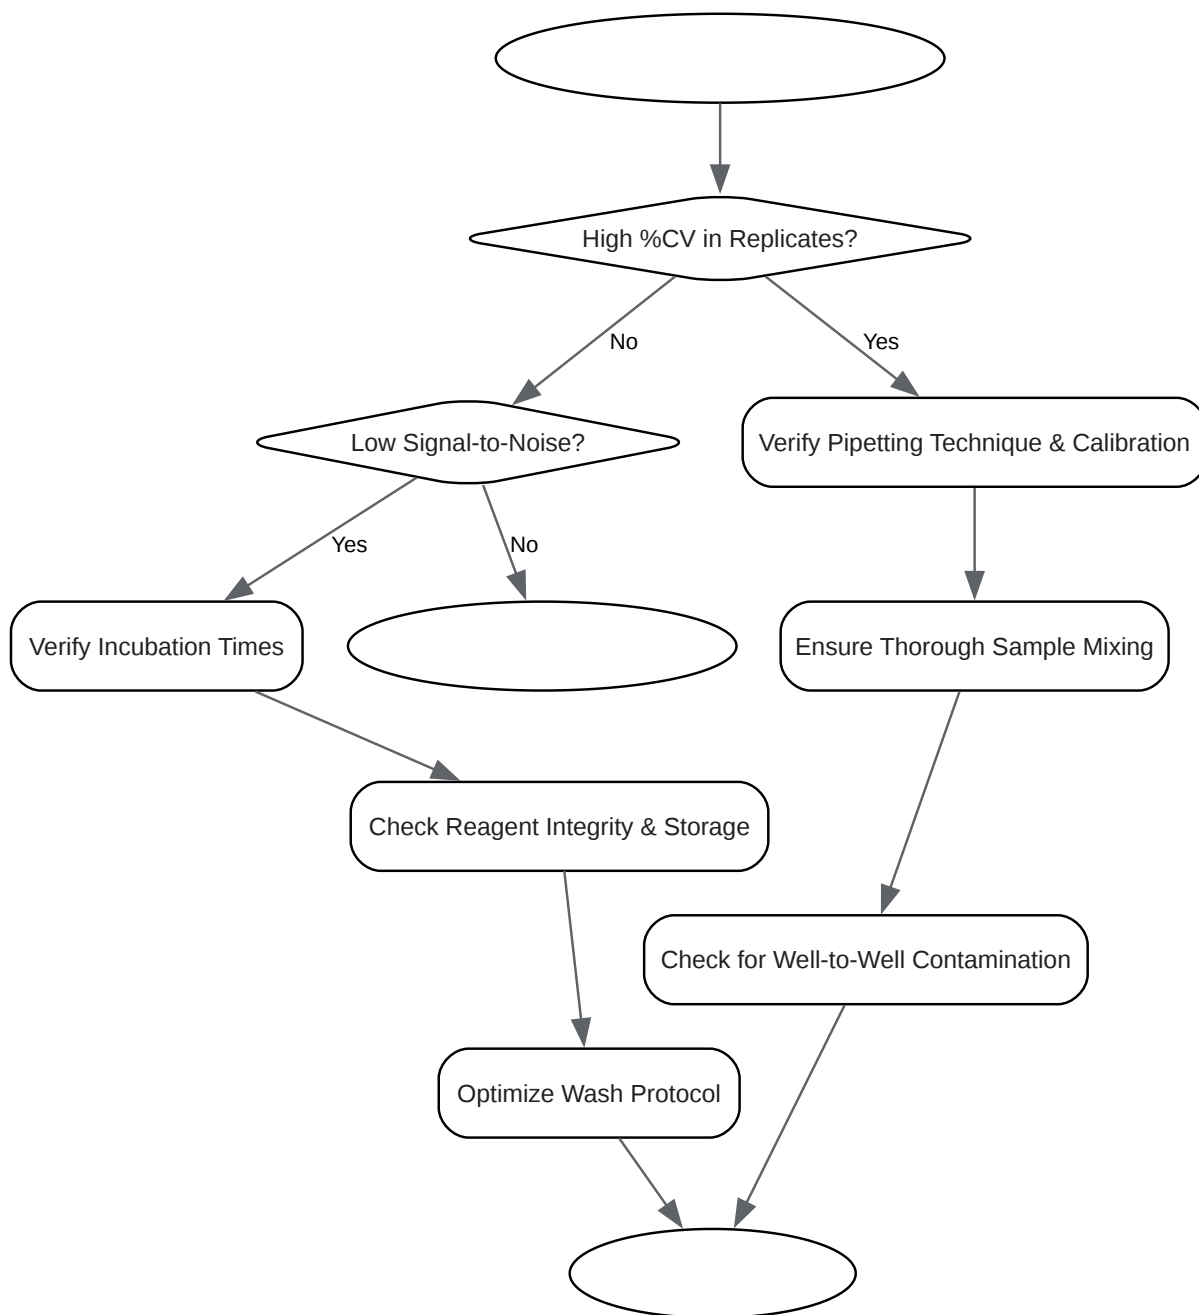 High %CV in Replicates?
No
Yes
Low Signal-to-Noise?
Verify Pipetting Technique & Calibration
Yes
No
Verify Incubation Times
Ensure Thorough Sample Mixing
Check Reagent Integrity & Storage
Check for Well-to-Well Contamination
Optimize Wash Protocol